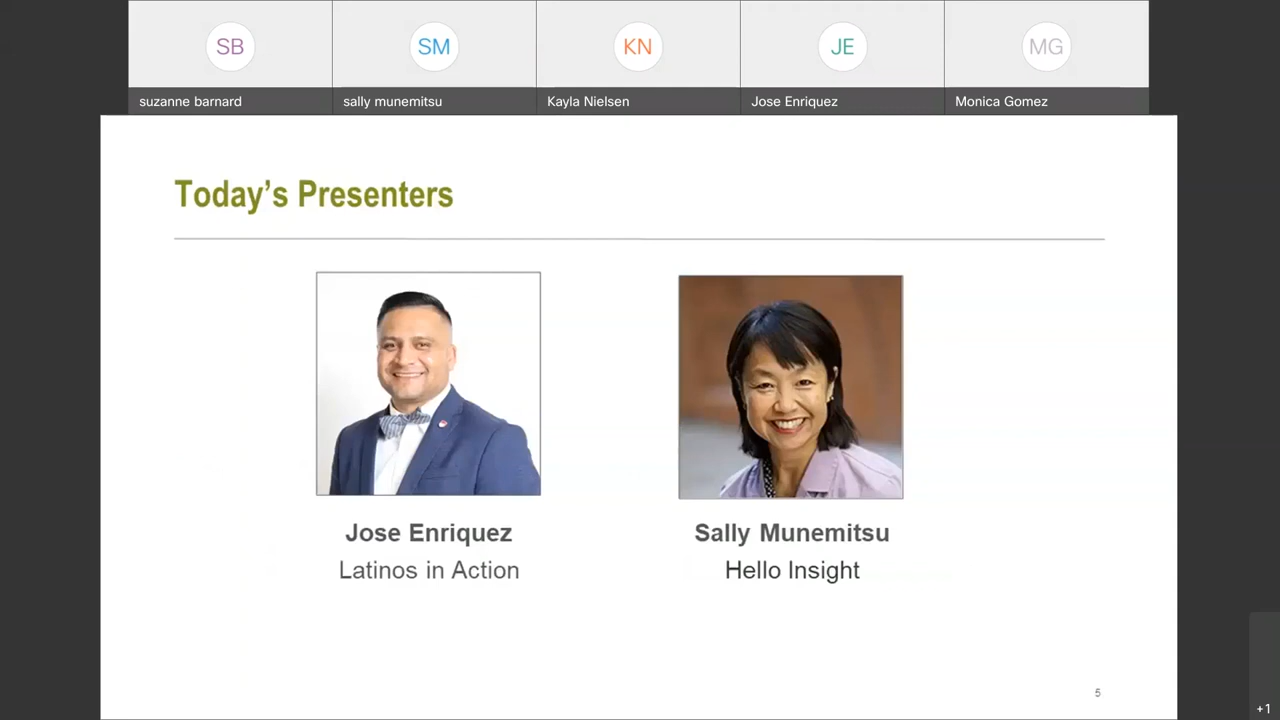 SB
SM
KN
JE
MG
suzanne barnard
sally munemitsu
Kayla Nielsen
Jose Enriquez
Monica Gomez
Today's Presenters
Jose Enriquez
Latinos in Action
Sally Munemitsu
Hello Insight
5
+1